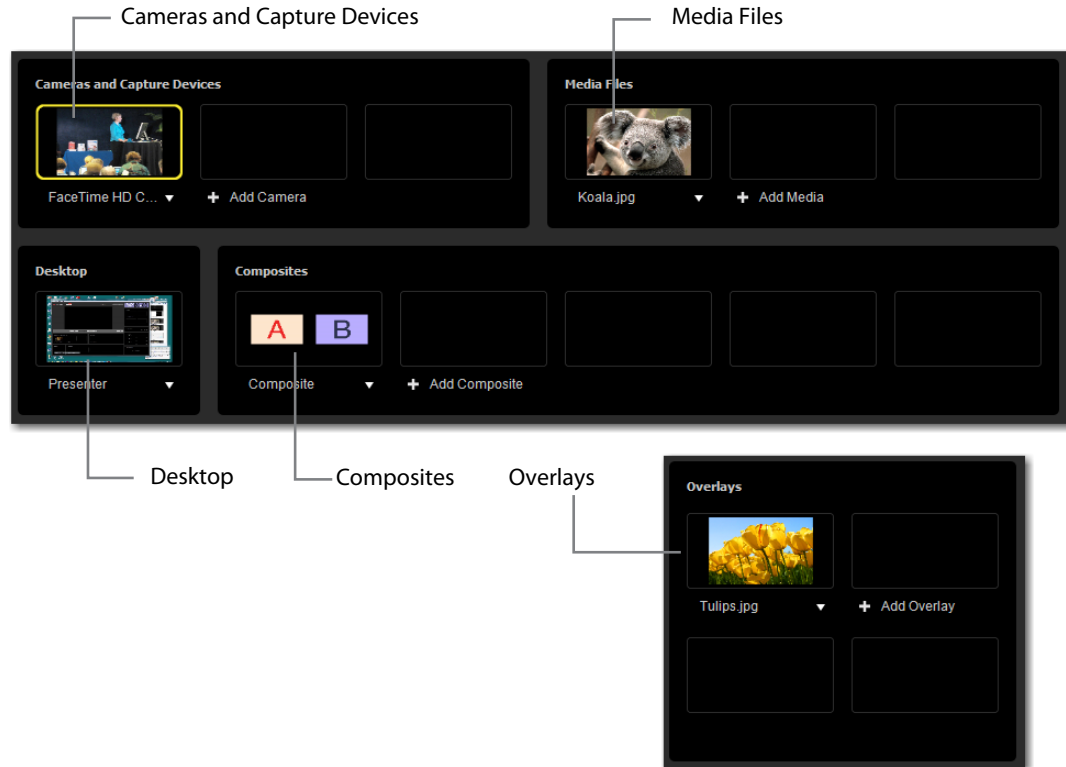 Cameras and Capture Devices
Media Files
Cameras and Capture Devices
Media Files
FaceTime HD C...
Add Camera
Koala.jpg
Add Media
Desktop
Composites
A
B
Presenter
Composite
Add Composite
Desktop
Composites
Overlays
Overlays
Tulips.jpg
Add Overlay